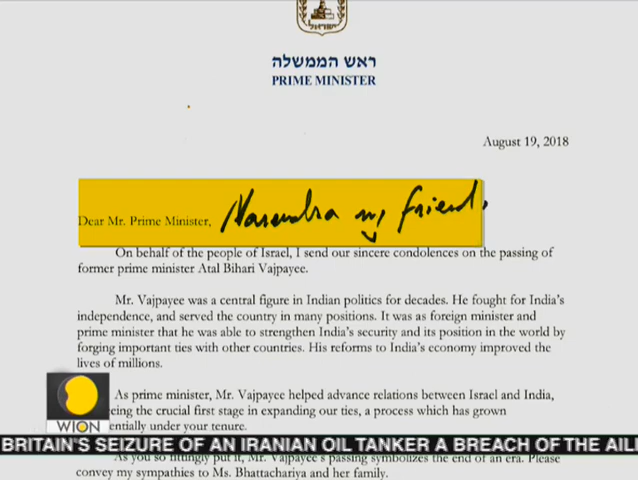 ראש הממשלה
PRIME MINISTER
August 19, 2018
Dear Mr. Prime Minister, Narendra my friend,
On behalf of the people of Israel, I send our sincere condolences on the passing of
former prime minister Atal Bihari Vajpayee.
Mr. Vajpayee was a central figure in Indian politics for decades. He fought for India's
independence, and served the country in many positions. It was as foreign minister and
prime minister that he was able to strengthen India's security and its position in the world by
forging important ties with other countries. His reforms to India's economy improved the
lives of millions.
As prime minister, Mr. Vajpayee helped advance relations between Israel and India,
eing the crucial first stage in expanding our ties, a process which has grown
entially under your tenure.
WION
BRITAIN'S SEIZURE OF AN IRANIAN OIL TANKER A BREACH OF THE AILI
As you so fittingly put it, Mr. Vajpayee's passing symbolizes the end of an era. Please
convey my sympathies to Ms. Bhattachariya and her family.